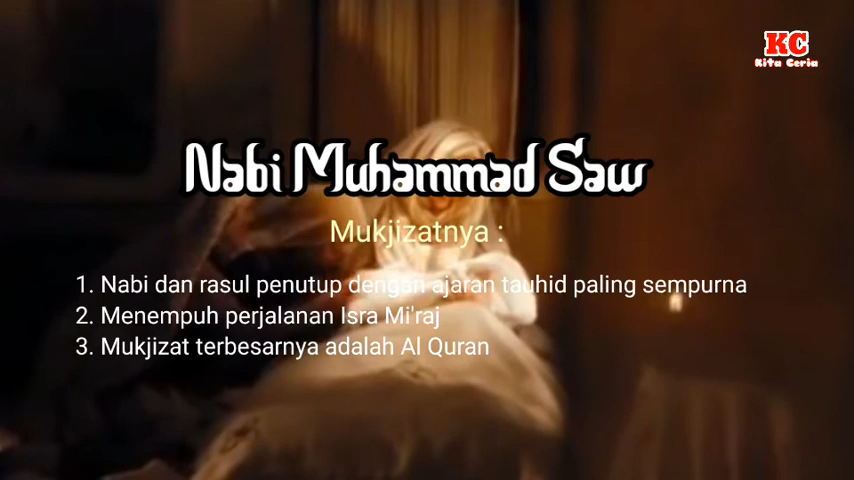 KC
Kita Ceria
Nabi Muhammad Saw
Mukjizatnya :
1. Nabi dan rasul penutup dengan ajaran tauhid paling sempurna
2. Menempuh perjalanan Isra Mi'raj
3. Mukjizat terbesarnya adalah Al Quran